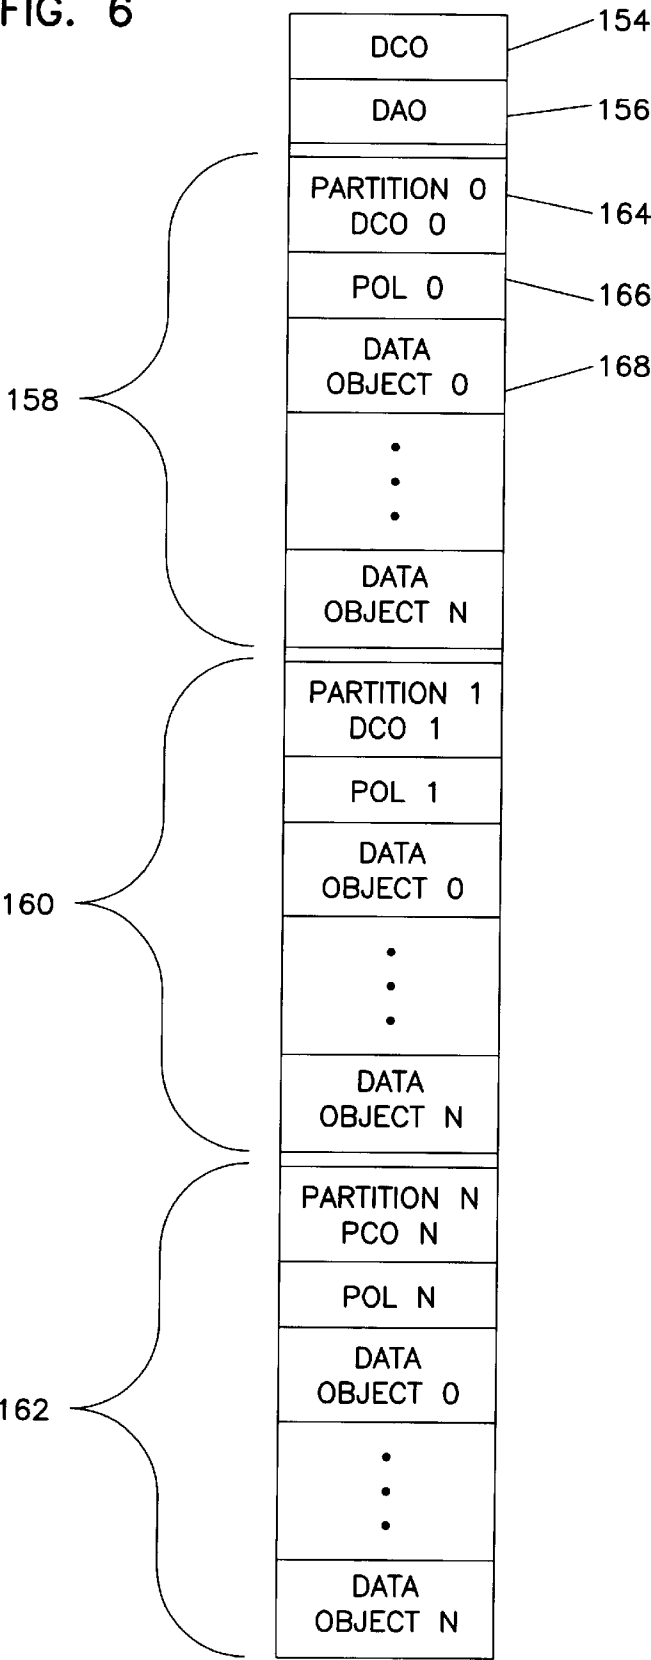 FIG. 6
DCO
154
DAO
156
PARTITION 0
DCO 0
164
POL 0
166
DATA
OBJECT 0
168
158
DATA
OBJECT N
PARTITION 1
DCO 1
POL 1
DATA
OBJECT 0
160
DATA
OBJECT N
PARTITION N
PCO N
POL N
DATA
OBJECT 0
162
DATA
OBJECT N